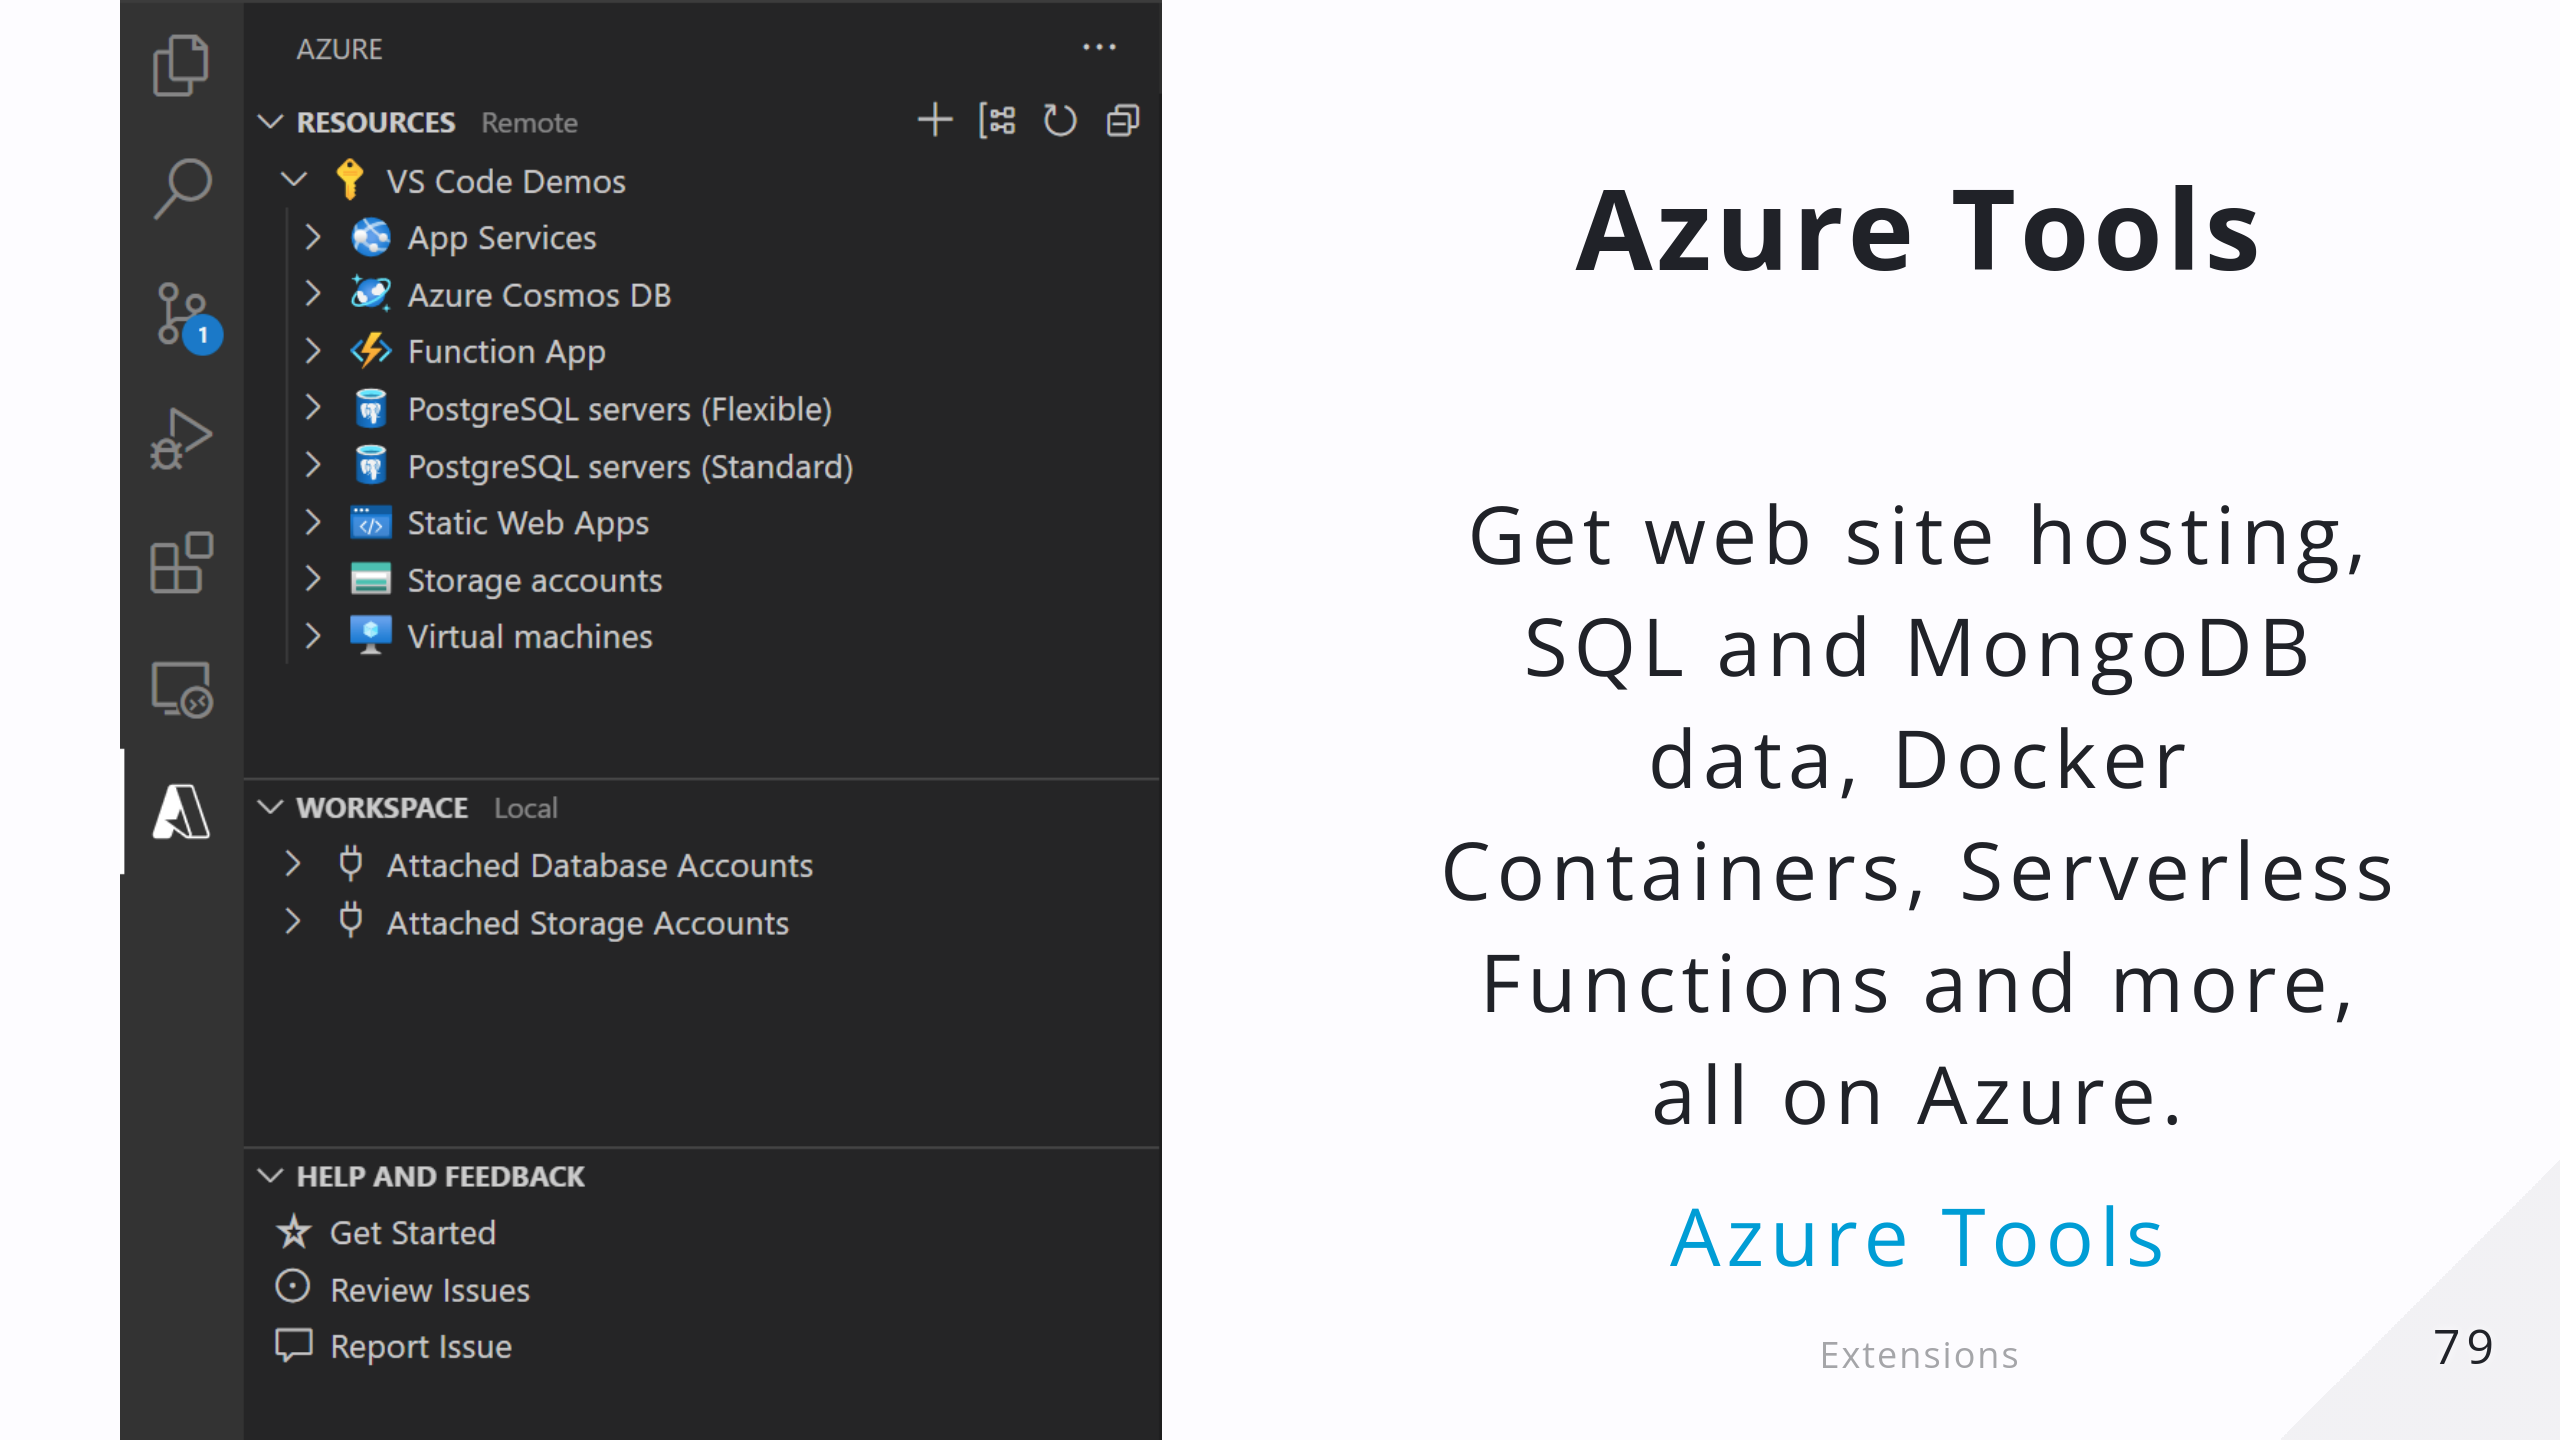 AZURE
RESOURCES Remote
VS Code Demos
App Services
Azure Cosmos DB
Function App
PostgreSQL servers (Flexible)
PostgreSQL servers (Standard)
Static Web Apps
Storage accounts
Virtual machines
1
WORKSPACE Local
Attached Database Accounts
Attached Storage Accounts
HELP AND FEEDBACK
Get Started
Review Issues
Report Issue
Azure Tools
Get web site hosting,
SQL and MongoDB
data, Docker
Containers, Serverless
Functions and more,
all on Azure.
Azure Tools
Extensions
79